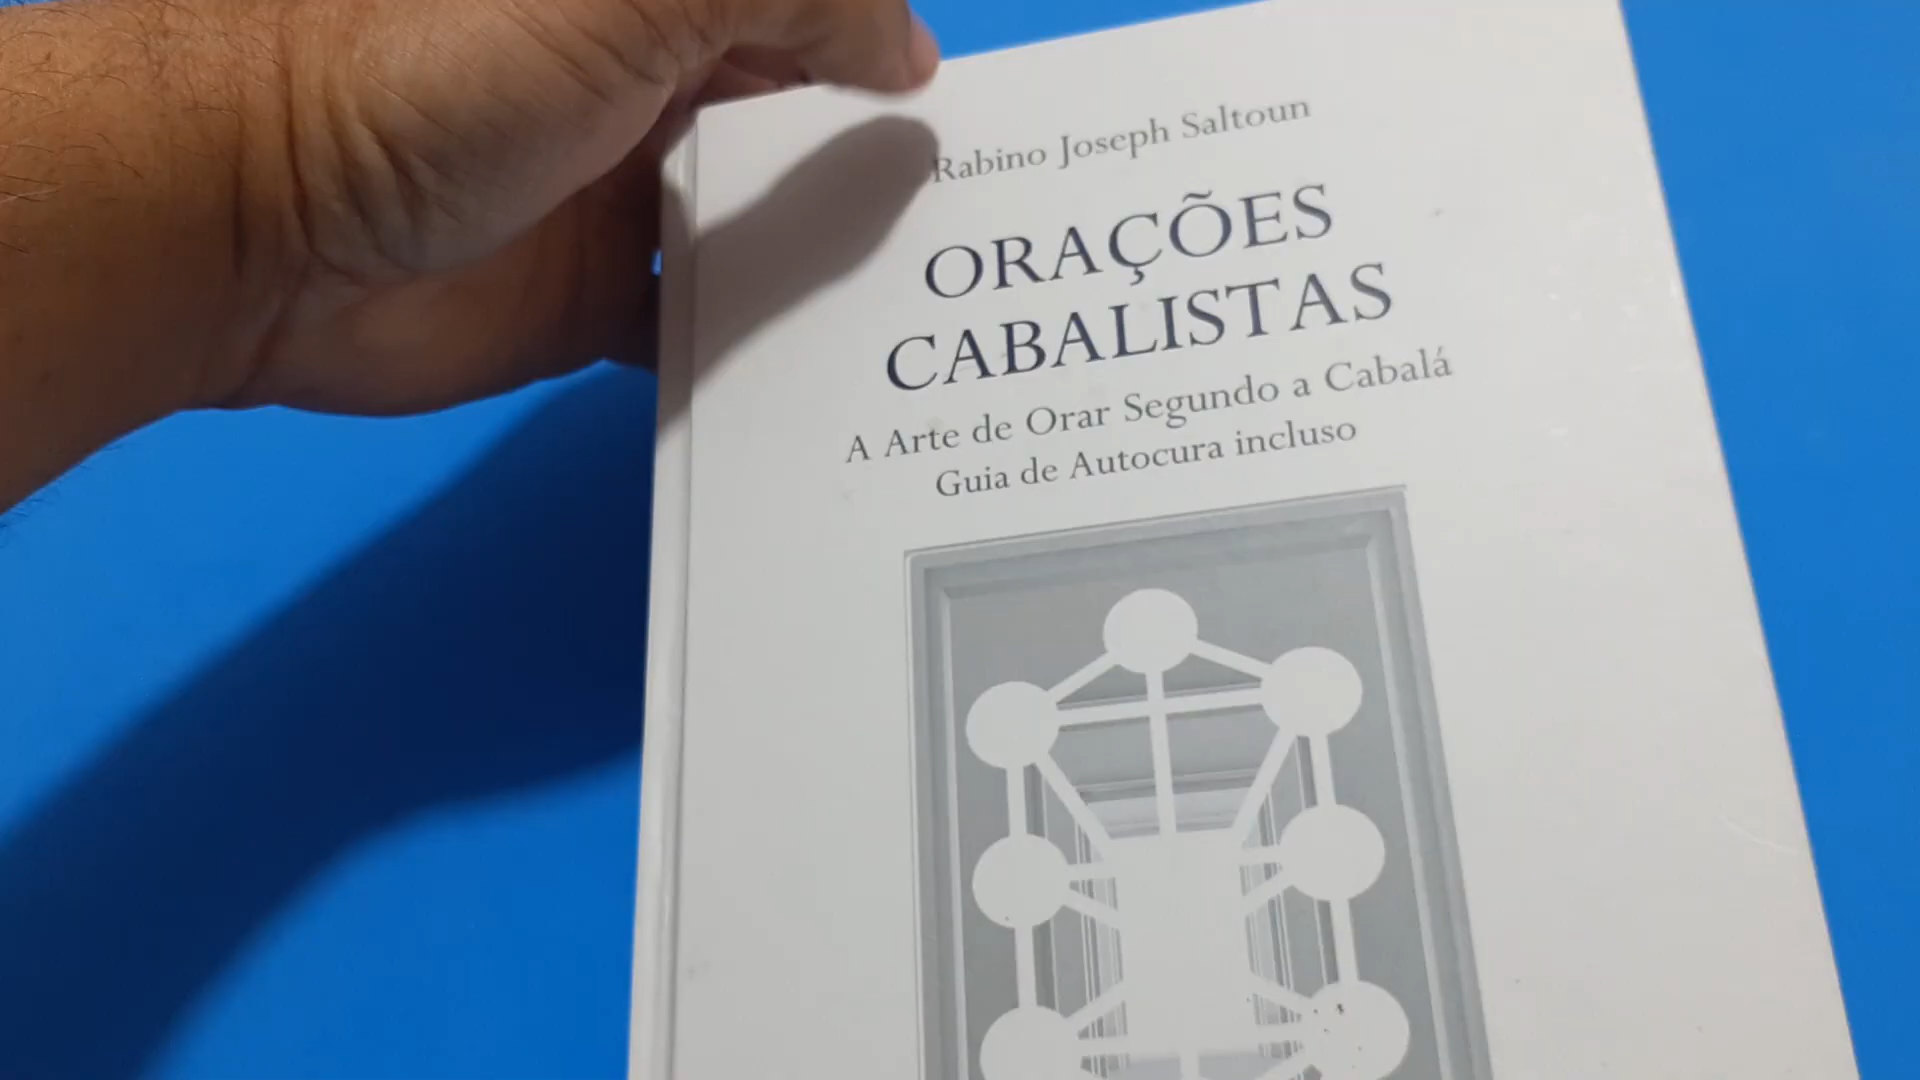 Rabino Joseph Saltoun
ORAÇÕES
CABALISTAS
A Arte de Orar Segundo a Cabalá
Guia de Autocura incluso